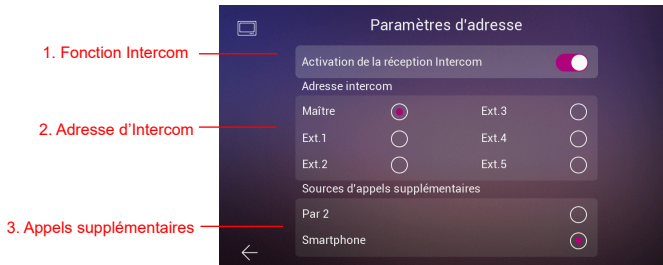 Paramètres d'adresse
1. Fonction Intercom
Activation de la réception Intercom
Adresse intercom
2. Adresse d'Intercom
Maître
Ext.3
Ext.1
Ext.4
Ext.2
Ext.5
Sources d'appels supplémentaires
3. Appels supplémentaires
Par 2
Smartphone